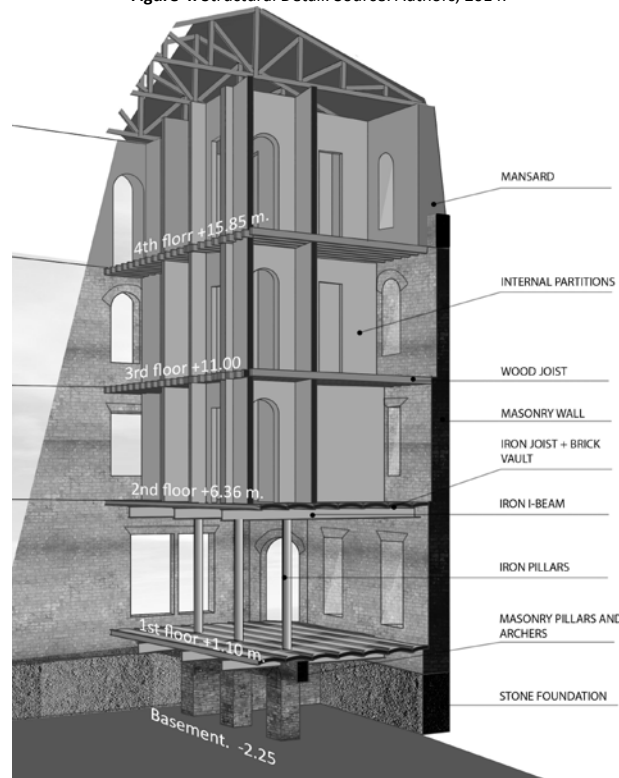 Figure 4. Structural Detail. Source: Authors, 2014.
MANSARD
4th florr +15.85 m.
INTERNAL PARTITIONS
3rd floor +11.00
WOOD JOIST
MASONRY WALL
IRON JOIST + BRICK
VAULT
2nd floor +6.36 m.
IRON I-BEAM
IRON PILLARS
MASONRY PILLARS AND
ARCHERS
1st floor +1.10 m.
STONE FOUNDATION
Basement. -2.25